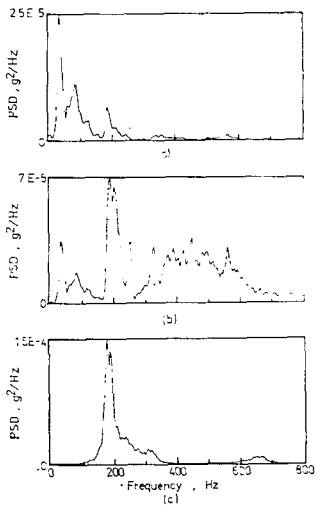 25E-5
PSD, g²/Hz
0
a)
7E-5
PSD, g²/Hz
0
(b)
1.5E-4
PSD, g²/Hz
0
0 200 400 600 800
Frequency, Hz
(c)